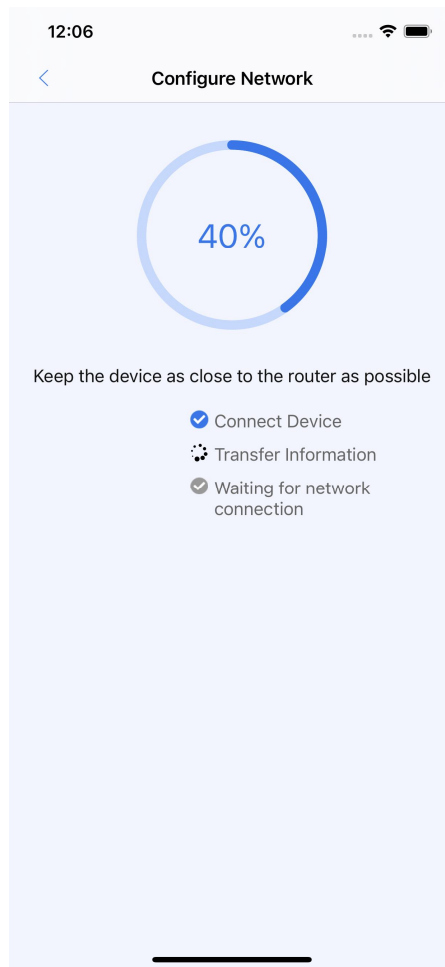 12:06
Configure Network
40%
Keep the device as close to the router as possible
Connect Device
Transfer Information
Waiting for network
connection